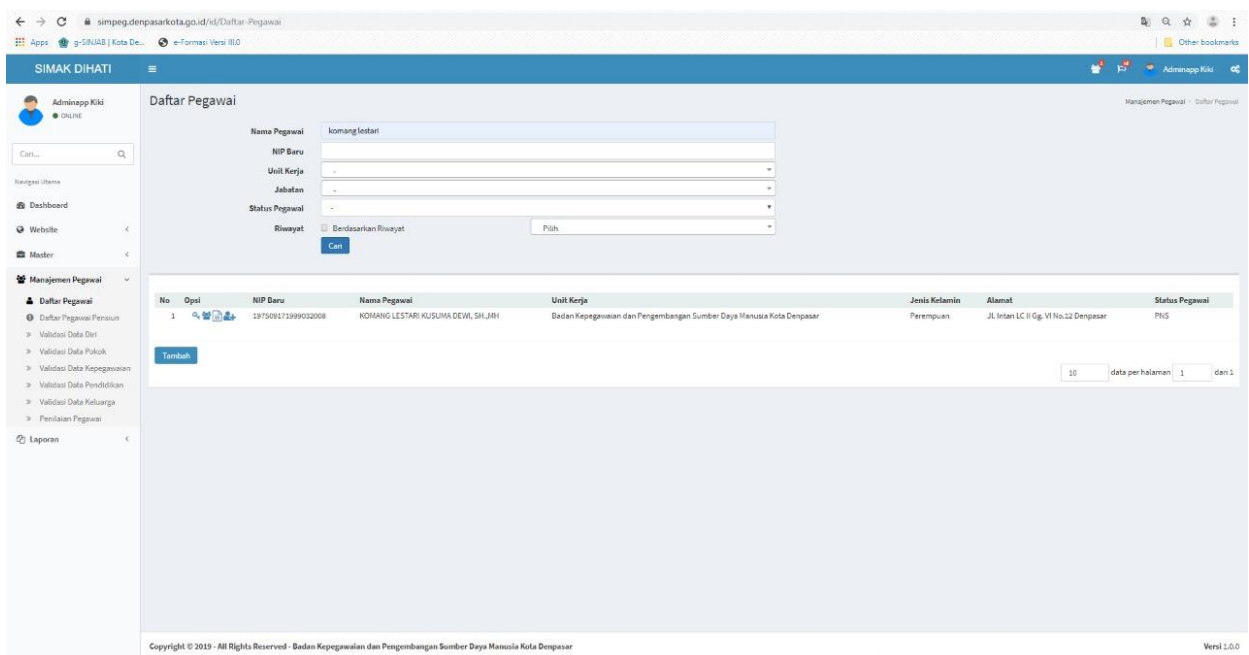 simpeg.denpasarkota.go.id/id/Daftar-Pegawai
Apps g-SINJAB | Kota De... e-Formasi Versi III.0 Other bookmarks
SIMAK DIHATI Adminapp Kiki
Adminapp Kiki
ONLINE
Cari...
Navigasi Utama
Dashboard
Website
Master
Manajemen Pegawai
Daftar Pegawai
Daftar Pegawai Pensiun
Validasi Data Diri
Validasi Data Pokok
Validasi Data Kepegawaian
Validasi Data Pendidikan
Validasi Data Keluarga
Penilaian Pegawai
Laporan
Daftar Pegawai Manajemen Pegawai Daftar Pegawai
Nama Pegawai komang lestari
NIP Baru
Unit Kerja -
Jabatan -
Status Pegawai -
Riwayat Berdasarkan Riwayat Pilih
Cari
No Opsi NIP Baru Nama Pegawai Unit Kerja Jenis Kelamin Alamat Status Pegawai
1 KOMANG LESTARI KUSUMA DEWI, SH.,MH Badan Kepegawaian dan Pengembangan Sumber Daya Manusia Kota Denpasar Perempuan Jl. Intan LC II Gg. VI No.12 Denpasar PNS
Tambah
10 data per halaman 1 dari 1
Copyright © 2019 - All Rights Reserved - Badan Kepegawaian dan Pengembangan Sumber Daya Manusia Kota Denpasar Versi 1.0.0